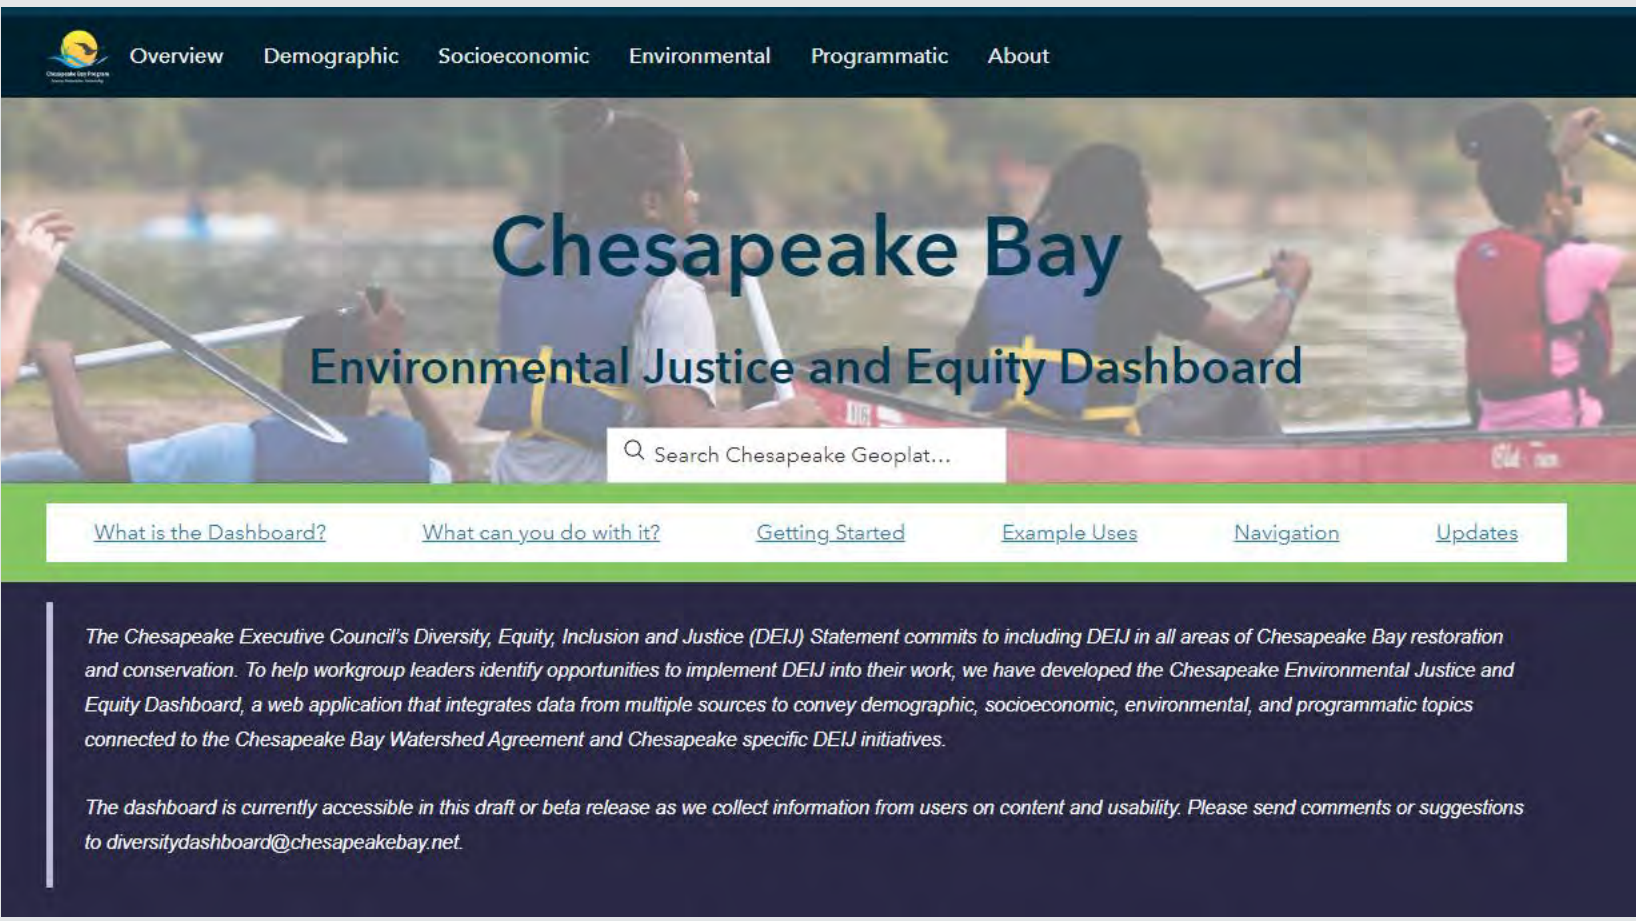 Chesapeake Bay Program
Overview Demographic Socioeconomic Environmental Programmatic About
Chesapeake Bay
Environmental Justice and Equity Dashboard
Search Chesapeake Geoplat...
What is the Dashboard? What can you do with it? Getting Started Example Uses Navigation Updates
The Chesapeake Executive Council's Diversity, Equity, Inclusion and Justice (DEIJ) Statement commits to including DEIJ in all areas of Chesapeake Bay restoration
and conservation. To help workgroup leaders identify opportunities to implement DEIJ into their work, we have developed the Chesapeake Environmental Justice and
Equity Dashboard, a web application that integrates data from multiple sources to convey demographic, socioeconomic, environmental, and programmatic topics
connected to the Chesapeake Bay Watershed Agreement and Chesapeake specific DEIJ initiatives.
The dashboard is currently accessible in this draft or beta release as we collect information from users on content and usability. Please send comments or suggestions
to diversitydashboard@chesapeakebay.net.